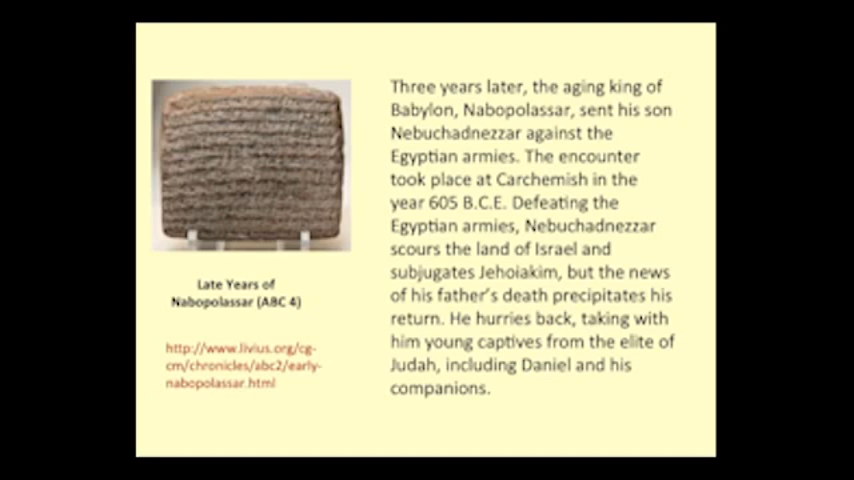 Late Years of
Nabopolassar (ABC 4)
http://www.livius.org/cg-
cm/chronicles/abc2/early-
nabopolassar.html
Three years later, the aging king of
Babylon, Nabopolassar, sent his son
Nebuchadnezzar against the
Egyptian armies. The encounter
took place at Carchemish in the
year 605 B.C.E. Defeating the
Egyptian armies, Nebuchadnezzar
scours the land of Israel and
subjugates Jehoiakim, but the news
of his father's death precipitates his
return. He hurries back, taking with
him young captives from the elite of
Judah, including Daniel and his
companions.